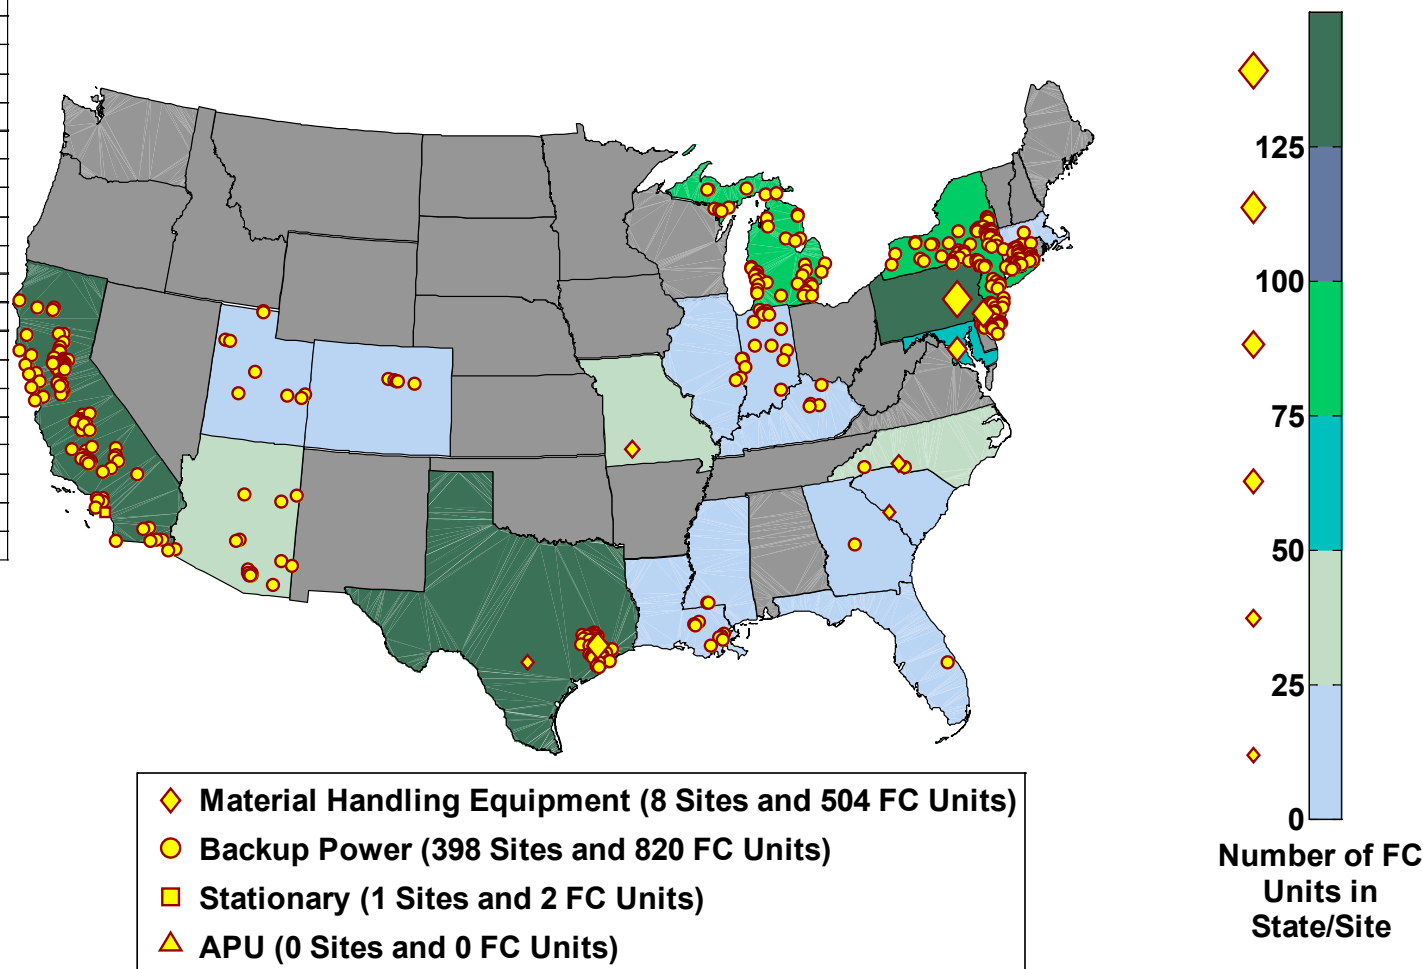 125
100
75
50
25
0
Number of FC
Units in
State/Site
Material Handling Equipment (8 Sites and 504 FC Units)
Backup Power (398 Sites and 820 FC Units)
Stationary (1 Sites and 2 FC Units)
APU (0 Sites and 0 FC Units)